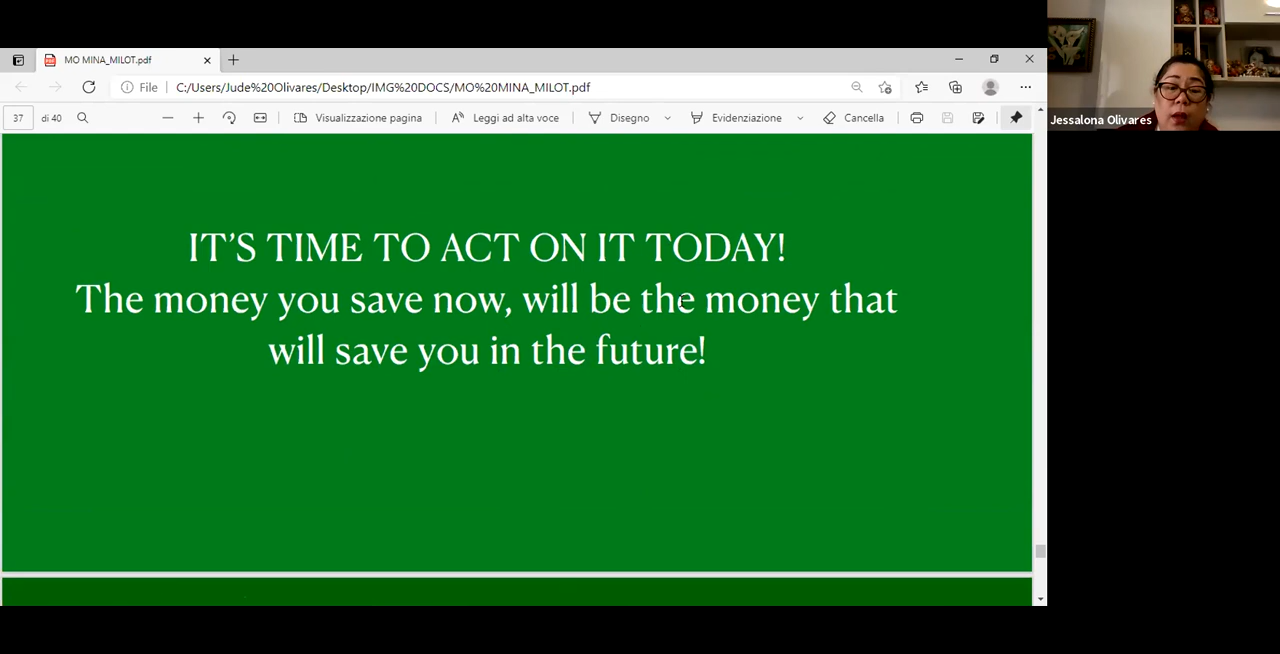 MO MINA_MILOT.pdf
File
C:/Users/Jude%20Olivares/Desktop/IMG%20DOCS/MO%20MINA_MILOT.pdf
37 di 40
Visualizzazione pagina
Leggi ad alta voce
Disegno
Evidenziazione
Cancella
Jessalona Olivares
IT’S TIME TO ACT ON IT TODAY!
The money you save now, will be the money that
will save you in the future!